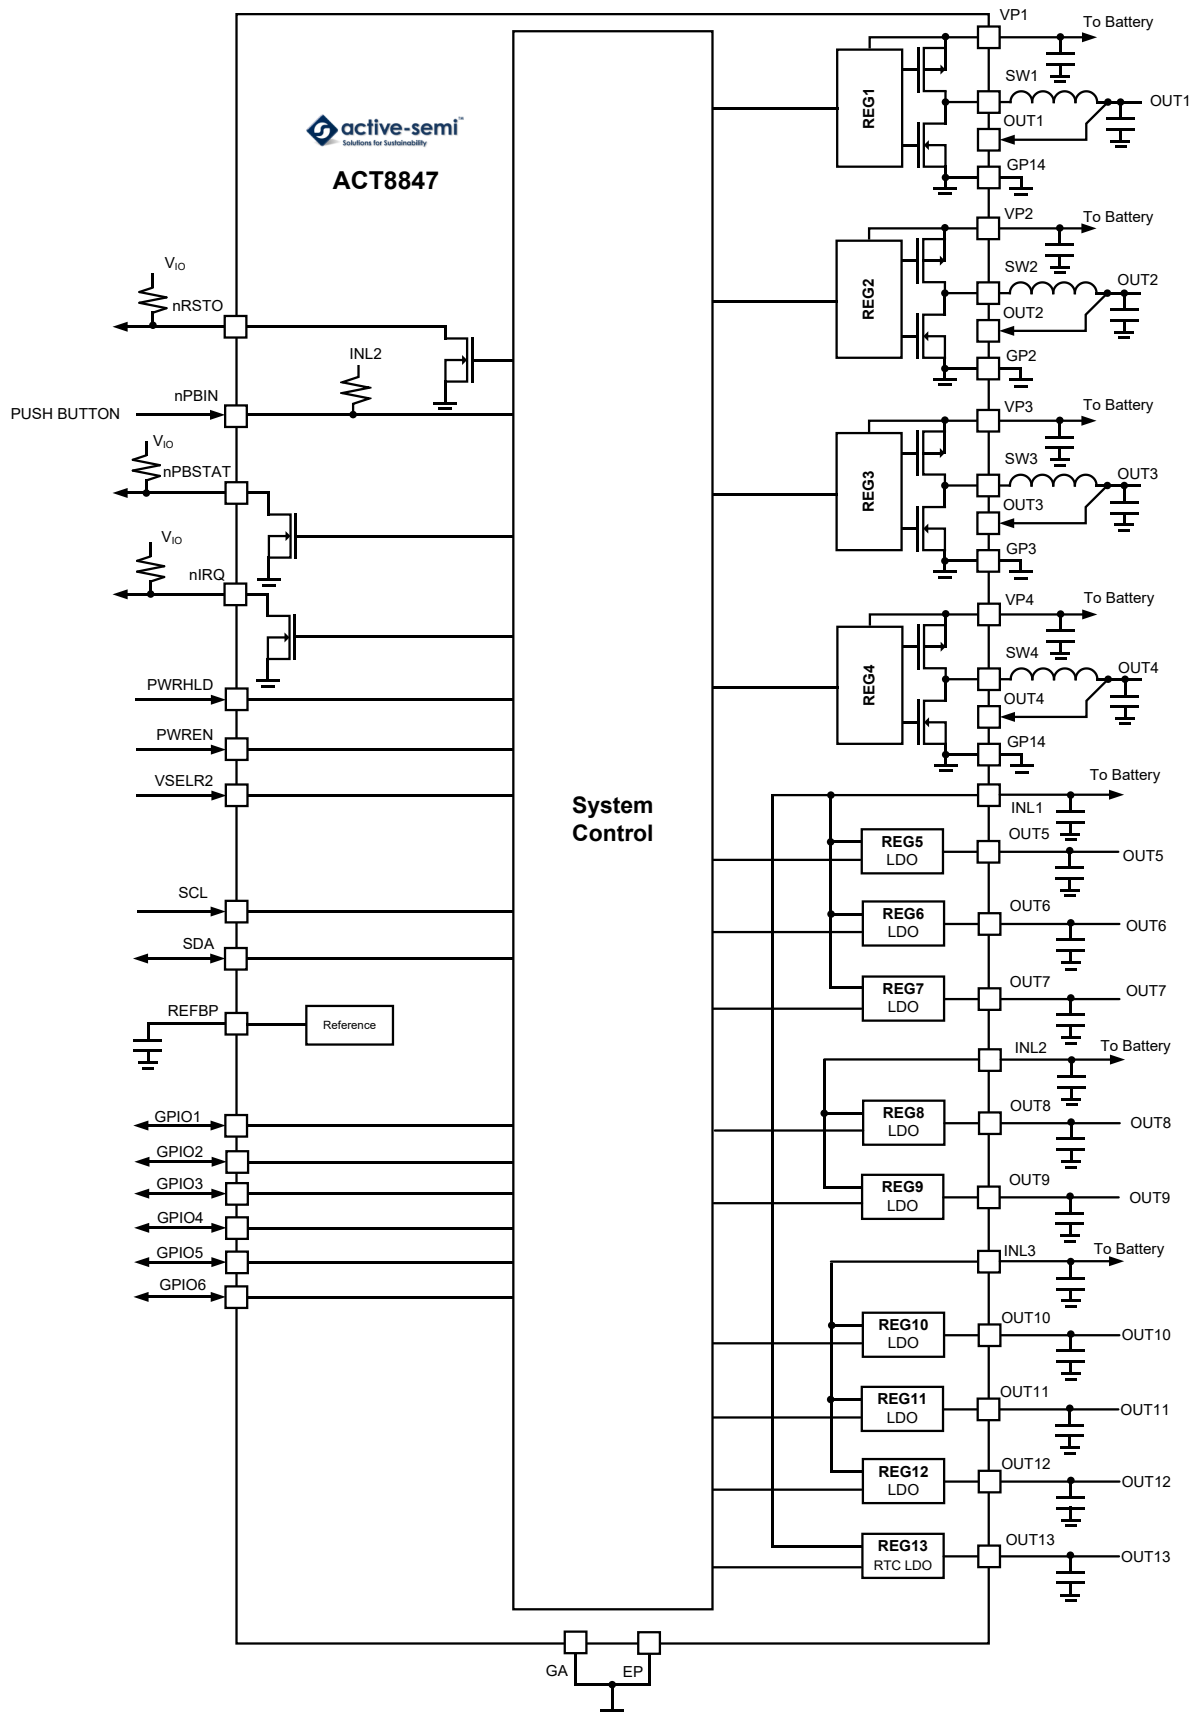 active-semi™
Solutions for Sustainability
ACT8847
System
Control
VIO
nRSTO
INL2
nPBIN
PUSH BUTTON
VIO
nPBSTAT
VIO
nIRQ
PWRHLD
PWREN
VSELR2
SCL
SDA
REFBP
Reference
GPIO1
GPIO2
GPIO3
GPIO4
GPIO5
GPIO6
REG1
VP1
To Battery
SW1
OUT1
OUT1
GP14
REG2
VP2
To Battery
SW2
OUT2
OUT2
GP2
REG3
VP3
To Battery
SW3
OUT3
OUT3
GP3
REG4
VP4
To Battery
SW4
OUT4
OUT4
GP14
To Battery
INL1
REG5
LDO
OUT5
OUT5
REG6
LDO
OUT6
OUT6
REG7
LDO
OUT7
OUT7
INL2
To Battery
REG8
LDO
OUT8
OUT8
REG9
LDO
OUT9
OUT9
INL3
To Battery
REG10
LDO
OUT10
OUT10
REG11
LDO
OUT11
OUT11
REG12
LDO
OUT12
OUT12
REG13
RTC LDO
OUT13
OUT13
GA
EP